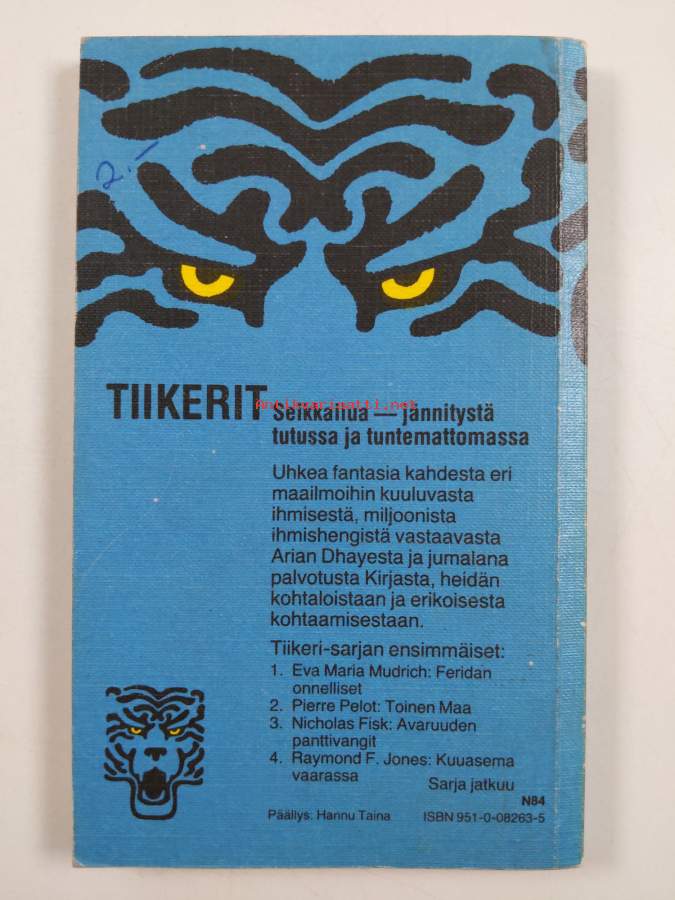 2.-
TIIKERIT
Antikvariaatti.net
Seikkailua — jännitystä
tutussa ja tuntemattomassa
Uhkea fantasia kahdesta eri
maailmoihin kuuluvasta
ihmisestä, miljoonista
ihmishengistä vastaavasta
Arian Dhayesta ja jumalana
palvotusta Kirjasta, heidän
kohtaloistaan ja erikoisesta
kohtaamisestaan.
Tiikeri-sarjan ensimmäiset:
1. Eva Maria Mudrich: Feridan
onnelliset
2. Pierre Pelot: Toinen Maa
3. Nicholas Fisk: Avaruuden
panttivangit
4. Raymond F. Jones: Kuuasema
vaarassa
Sarja jatkuu
N84
Päällys: Hannu Taina ISBN 951-0-08263-5